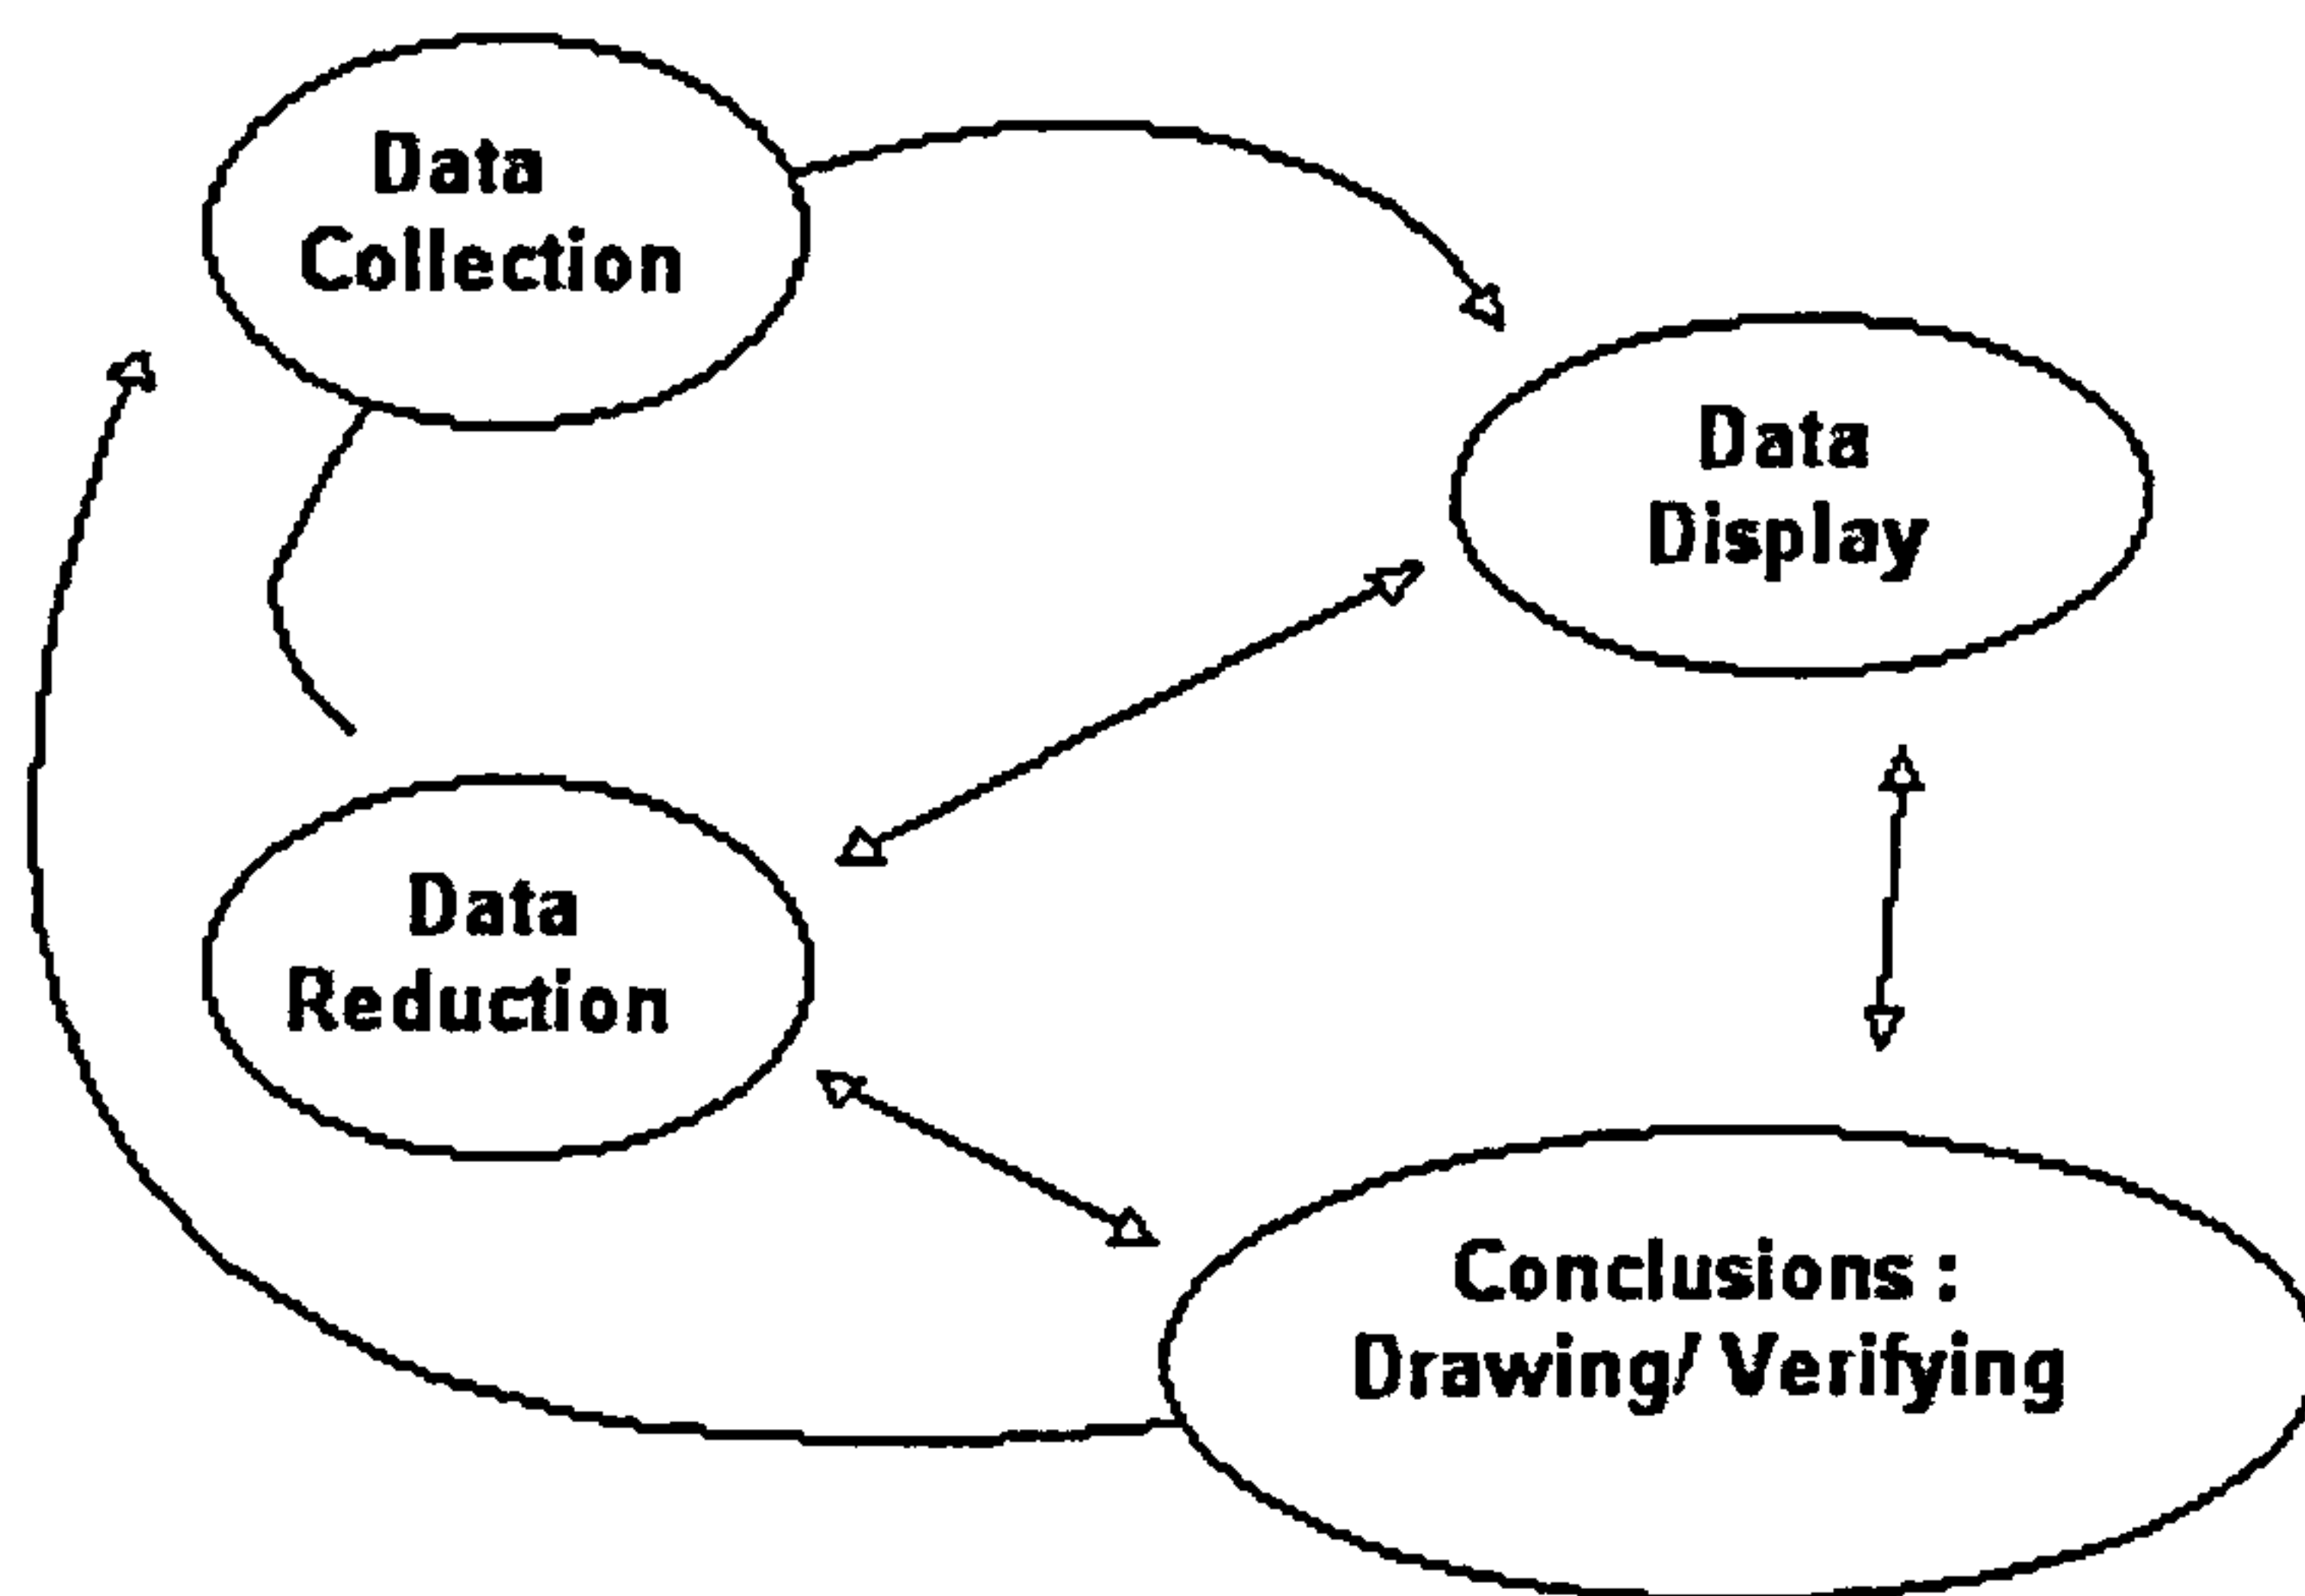 Data
Collection
Data
Display
Data
Reduction
Conclusions :
Drawing/ Verifying